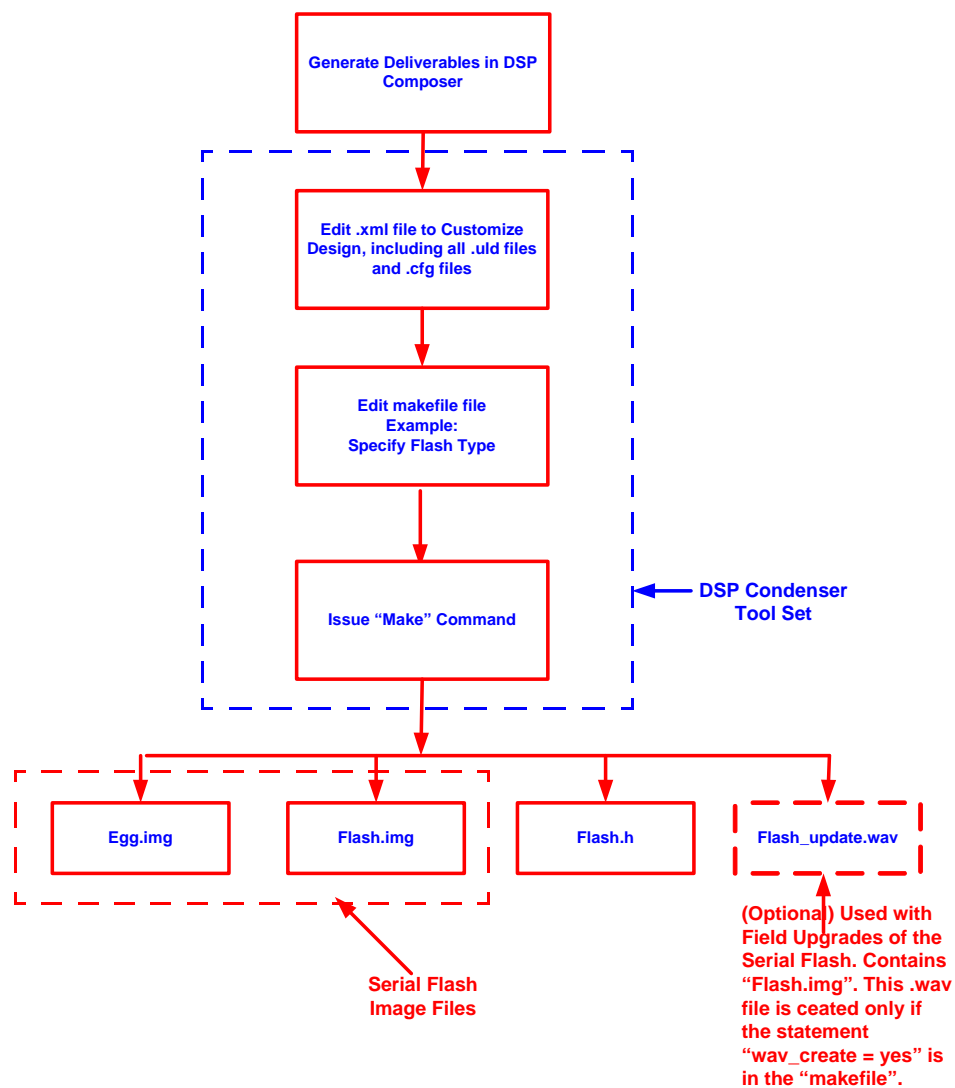 Generate Deliverables in DSP
Composer
Edit .xml file to Customize
Design, including all .uld files
and .cfg files
Edit makefile file
Example:
Specify Flash Type
Issue “Make” Command
DSP Condenser
Tool Set
Egg.img
Flash.img
Flash.h
Flash_update.wav
Serial Flash
Image Files
(Optional) Used with
Field Upgrades of the
Serial Flash. Contains
“Flash.img”. This .wav
file is ceated only if
the statement
“wav_create = yes” is
in the “makefile”.